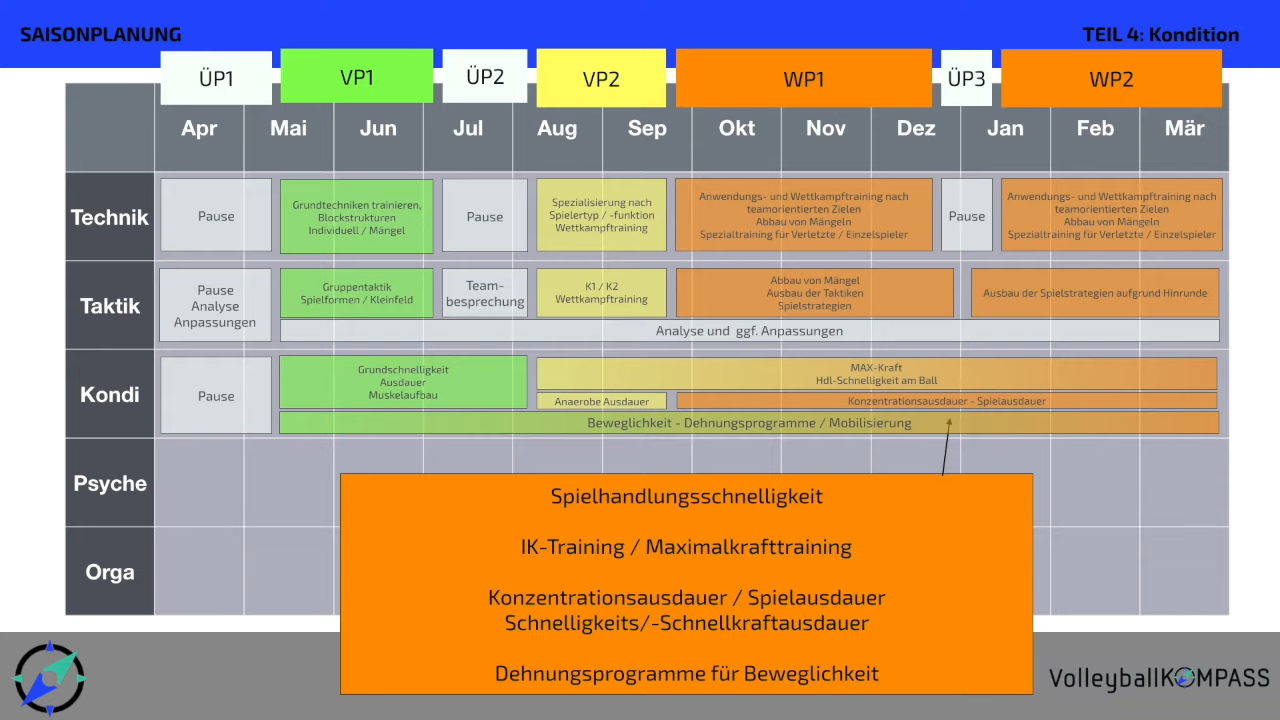 SAISONPLANUNG
TEIL 4: Kondition
ÜP1
VP1
ÜP2
VP2
WP1
ÜP3
WP2
Apr
Mai
Jun
Jul
Aug
Sep
Okt
Nov
Dez
Jan
Feb
Mär
Technik
Pause
Grundtechniken trainieren,
Blockstrukturen
Individuell / Mängel
Pause
Spezialisierung nach
Spielertyp / -funktion
Wettkampftraining
Anwendungs- und Wettkampftraining nach
teamorientierten Zielen
Abbau von Mängeln
Spezialtraining für Verletzte / Einzelspieler
Pause
Anwendungs- und Wettkampftraining nach
teamorientierten Zielen
Abbau von Mängeln
Spezialtraining für Verletzte / Einzelspieler
Taktik
Pause
Analyse
Anpassungen
Gruppentaktik
Spielformen / Kleinfeld
Team-
besprechung
K1 / K2
Wettkampftraining
Abbau von Mängel
Ausbau der Taktiken
Spielstrategien
Ausbau der Spielstrategien aufgrund Hinrunde
Analyse und ggf. Anpassungen
Kondi
Pause
Grundschnelligkeit
Ausdauer
Muskelaufbau
MAX-Kraft
Hdl-Schnelligkeit am Ball
Anaerobe Ausdauer
Konzentrationsausdauer - Spielausdauer
Beweglichkeit - Dehnungsprogramme / Mobilisierung
Psyche
Orga
Spielhandlungsschnelligkeit
IK-Training / Maximalkrafttraining
Konzentrationsausdauer / Spielausdauer
Schnelligkeits/-Schnellkraftausdauer
Dehnungsprogramme für Beweglichkeit
VolleyballKOMPASS